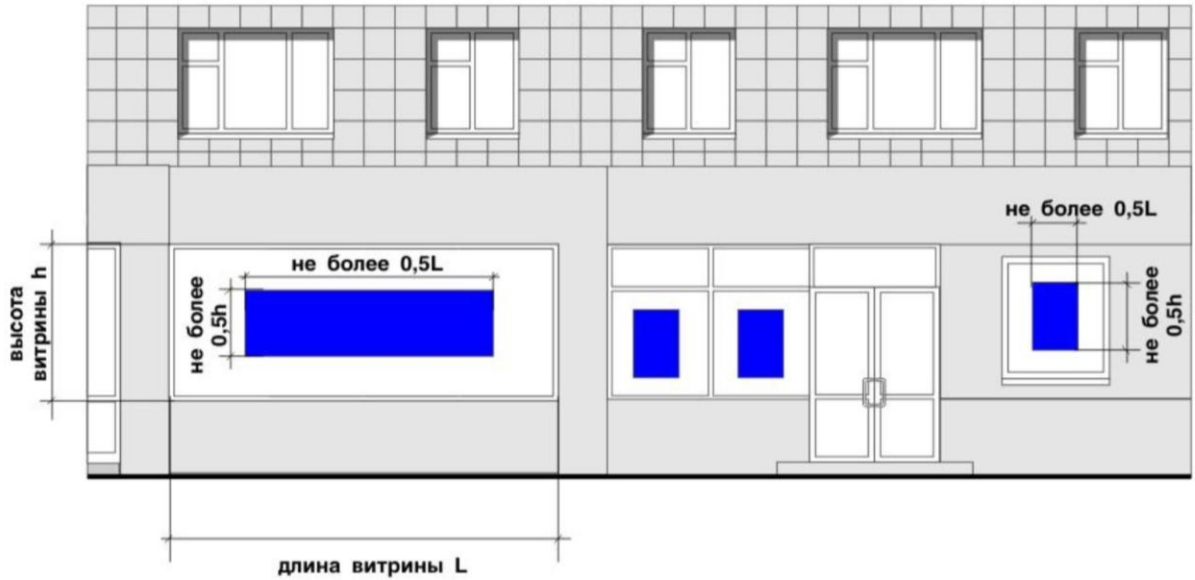 не более 0,5L
не более 0,5L
не более
0,5h
не более
0,5h
высота
витрины h
длина витрины L